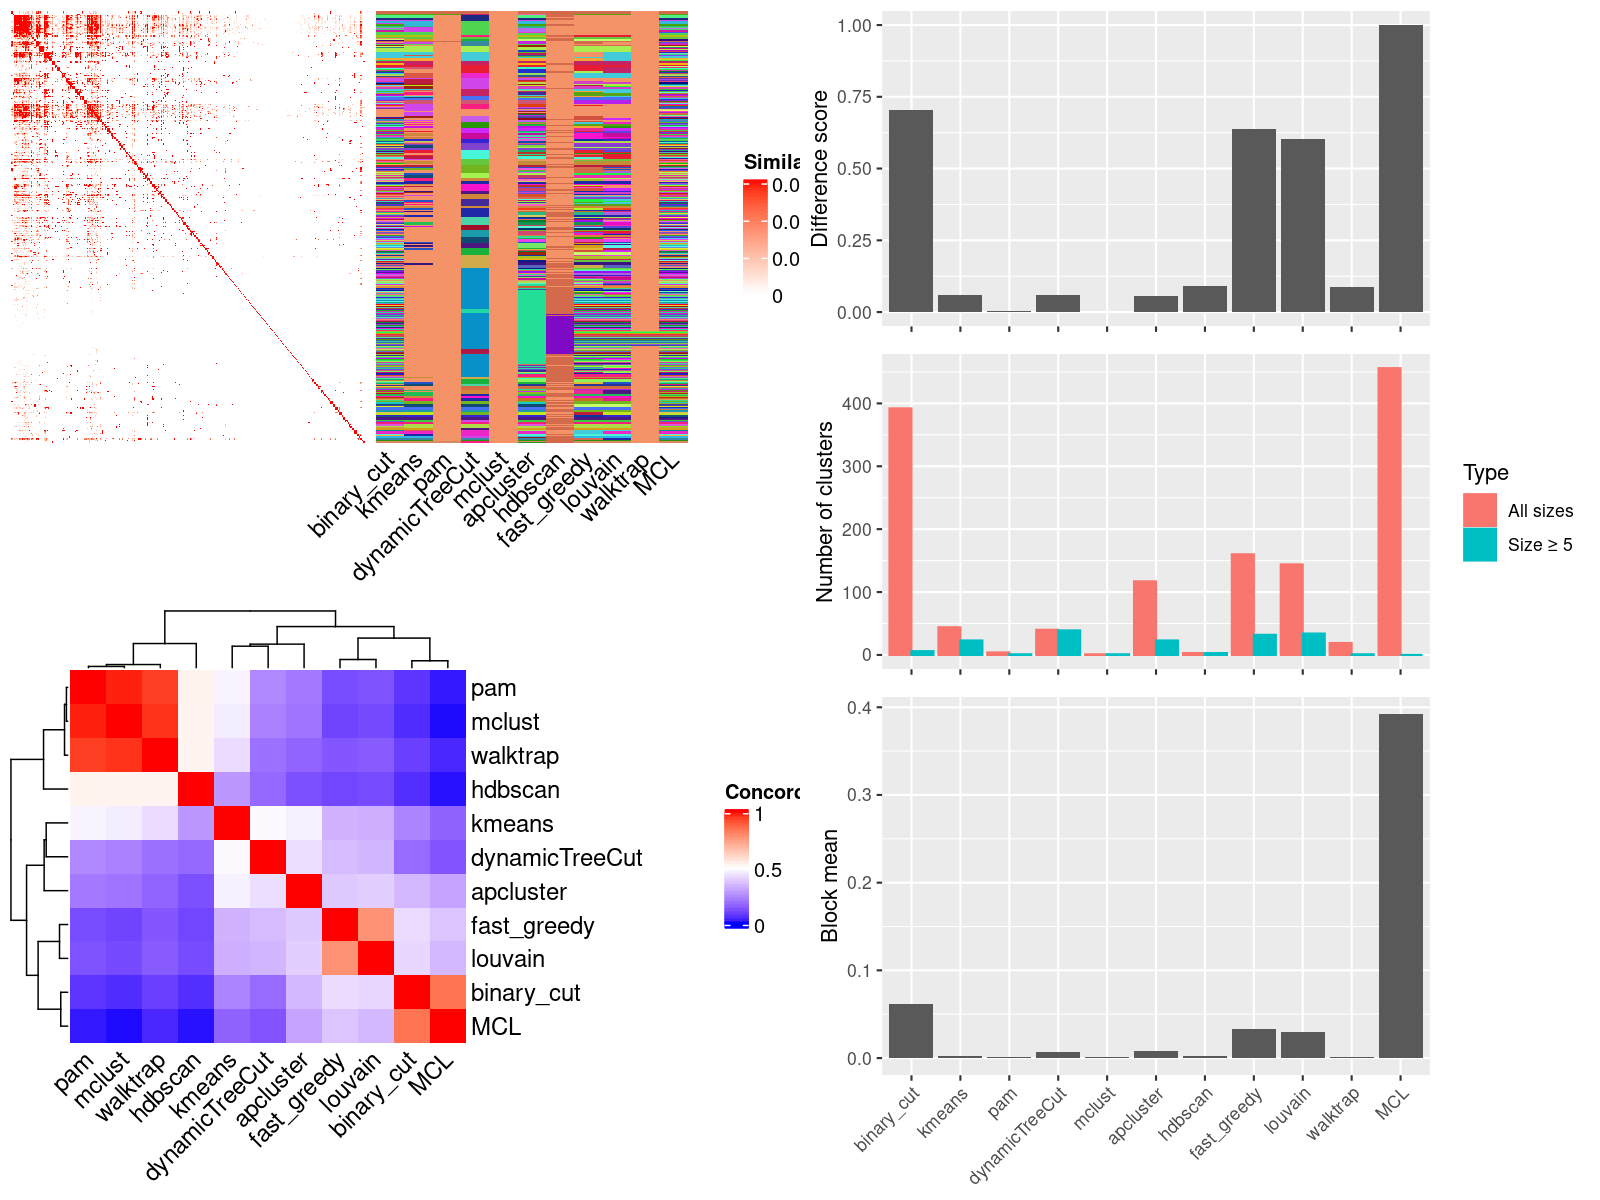 Simila
0.0
0.0
0.0
0
binary_cut
kmeans
pam
dynamicTreeCut
mclust
apcluster
hdbscan
fast_greedy
louvain
walktrap
MCL
pam
mclust
walktrap
hdbscan
kmeans
dynamicTreeCut
apcluster
fast_greedy
louvain
binary_cut
MCL
pam
mclust
walktrap
hdbscan
kmeans
dynamicTreeCut
apcluster
fast_greedy
louvain
binary_cut
MCL
Concord
1
0.5
0
Difference score
1.00
0.75
0.50
0.25
0.00
Number of clusters
400
300
200
100
0
Type
All sizes
Size ≥ 5
Block mean
0.4
0.3
0.2
0.1
0.0
binary_cut
kmeans
pam
dynamicTreeCut
mclust
apcluster
hdbscan
fast_greedy
louvain
walktrap
MCL